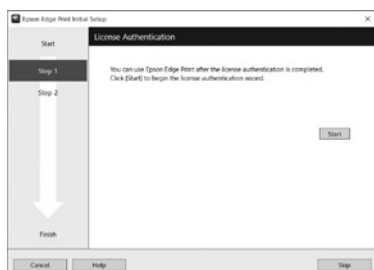 Epson Edge Print Initial Setup
License Authentication
Start
Step 1
Step 2
Finish
You can use Epson Edge Print after the license authentication is completed.
Click [Start] to begin the license authentication wizard.
Start
Cancel
Help
Skip